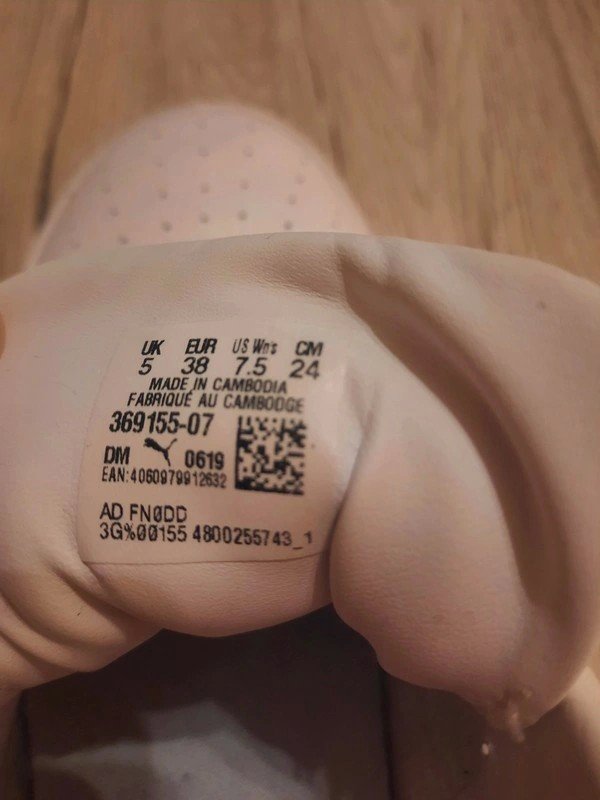 UK EUR US Wn's CM
5 38 7.5 24
MADE IN CAMBODIA
FABRIQUÉ AU CAMBODGE
369155-07
DM 0619
EAN:4060979912632
AD FN0DD
3G%00155 4800255743_1